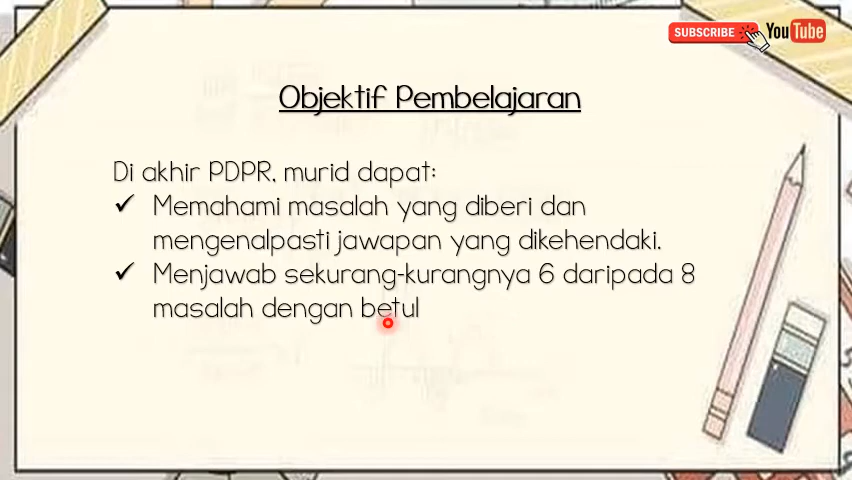 SUBSCRIBE YouTube
Objektif Pembelajaran
Di akhir PDPR, murid dapat:
✓ Memahami masalah yang diberi dan
mengenalpasti jawapan yang dikehendaki.
✓ Menjawab sekurang-kurangnya 6 daripada 8
masalah dengan betul